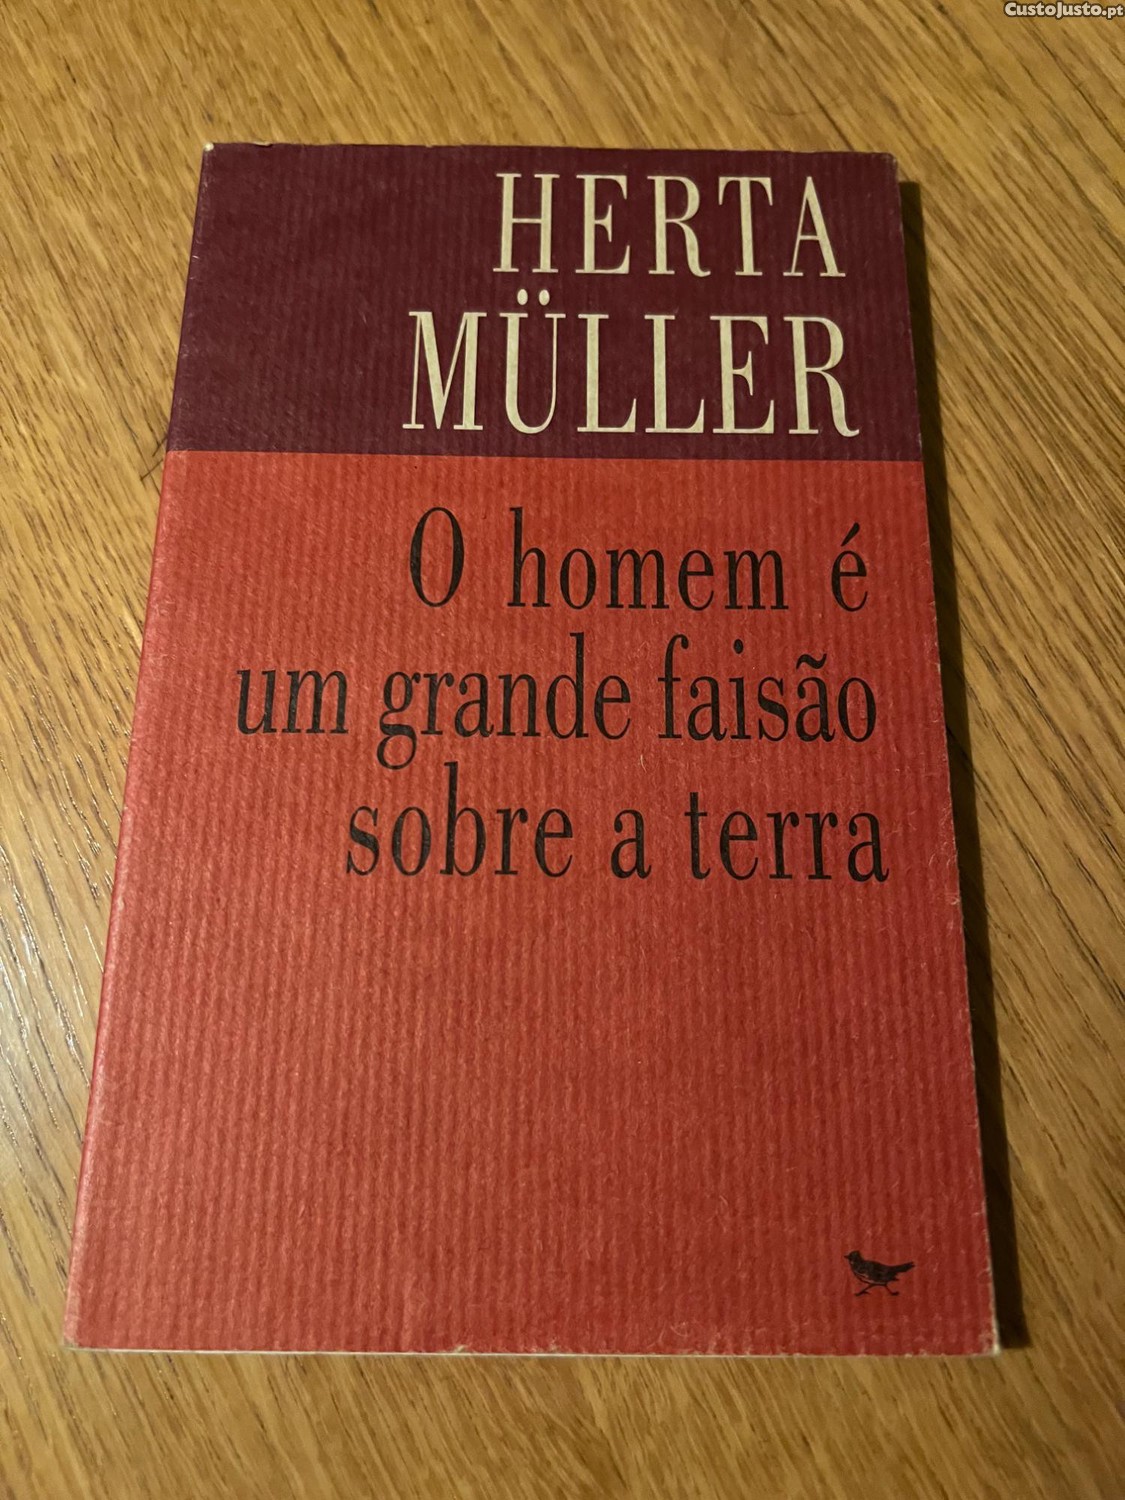 CustoJusto.pt
HERTA
MÜLLER
O homem é
um grande faisão
sobre a terra